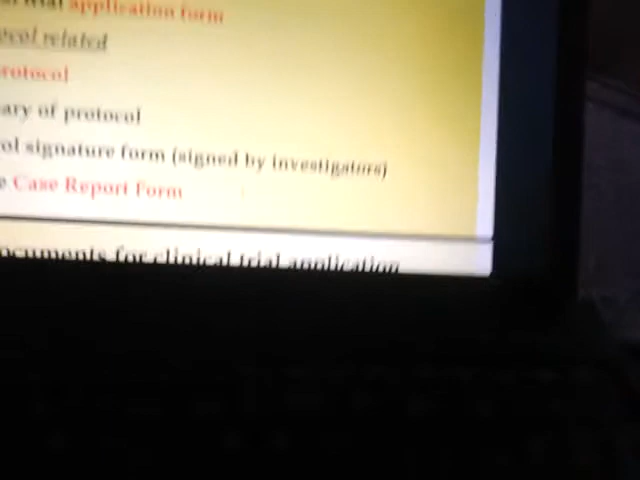 trial application form
related
rotocol
ary of protocol
ol signature form (signed by investigators)
e Case Report Form
ocuments for clinical trial application